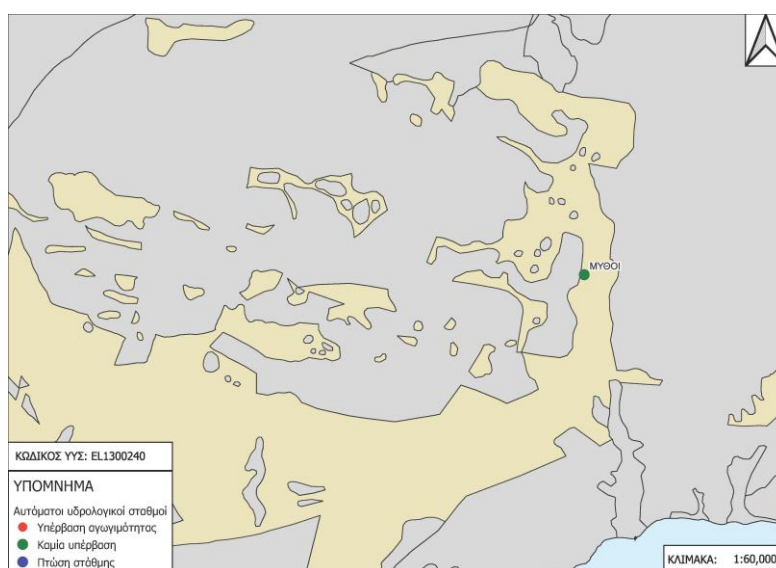 ΜΥΘΟΙ
ΚΩΔΙΚΟΣ ΥΥΣ: EL1300240
ΥΠΟΜΝΗΜΑ
Αυτόματοι υδρολογικοί σταθμοί
Υπέρβαση αγωγιμότητας
Καμία υπέρβαση
Πτώση στάθμης
ΚΛΙΜΑΚΑ: 1:60,000